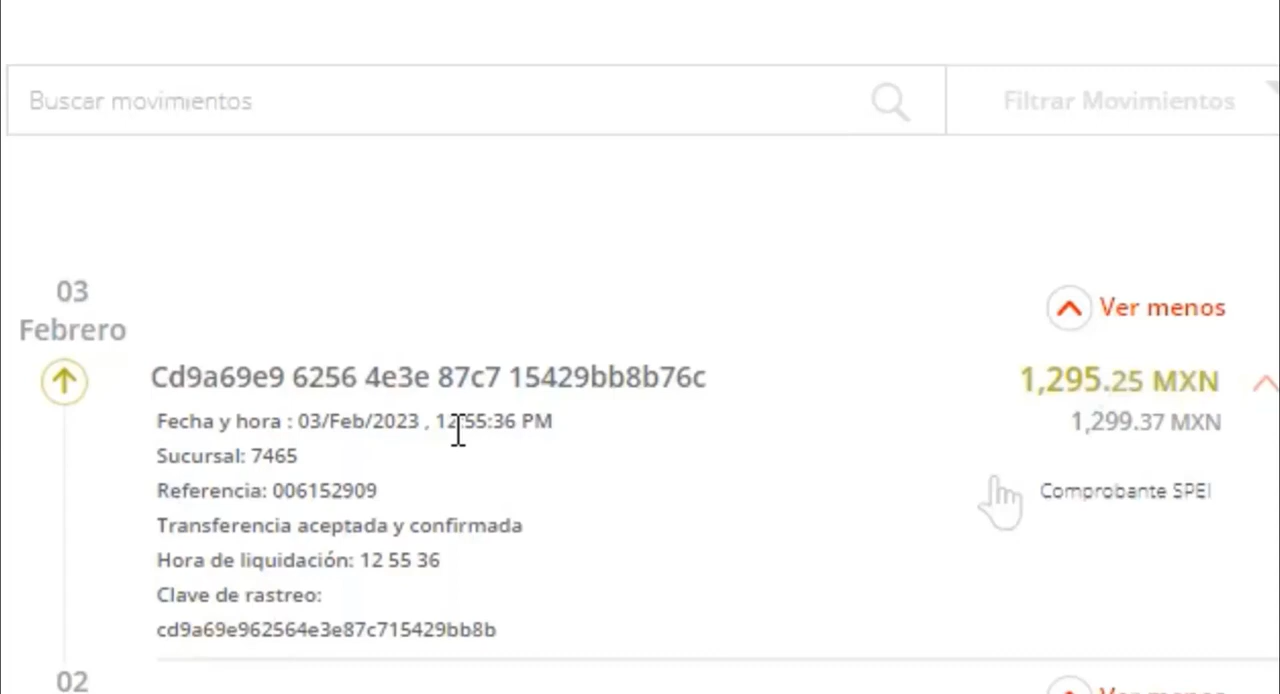 Buscar movimientos
Filtrar Movimientos
03
Febrero
Ver menos
Cd9a69e9 6256 4e3e 87c7 15429bb8b76c
1,295.25 MXN
Fecha y hora : 03/Feb/2023 , 12:55:36 PM
1,299.37 MXN
Sucursal: 7465
Referencia: 006152909
Comprobante SPEI
Transferencia aceptada y confirmada
Hora de liquidación: 12 55 36
Clave de rastreo:
cd9a69e962564e3e87c715429bb8b
02
Ver menos